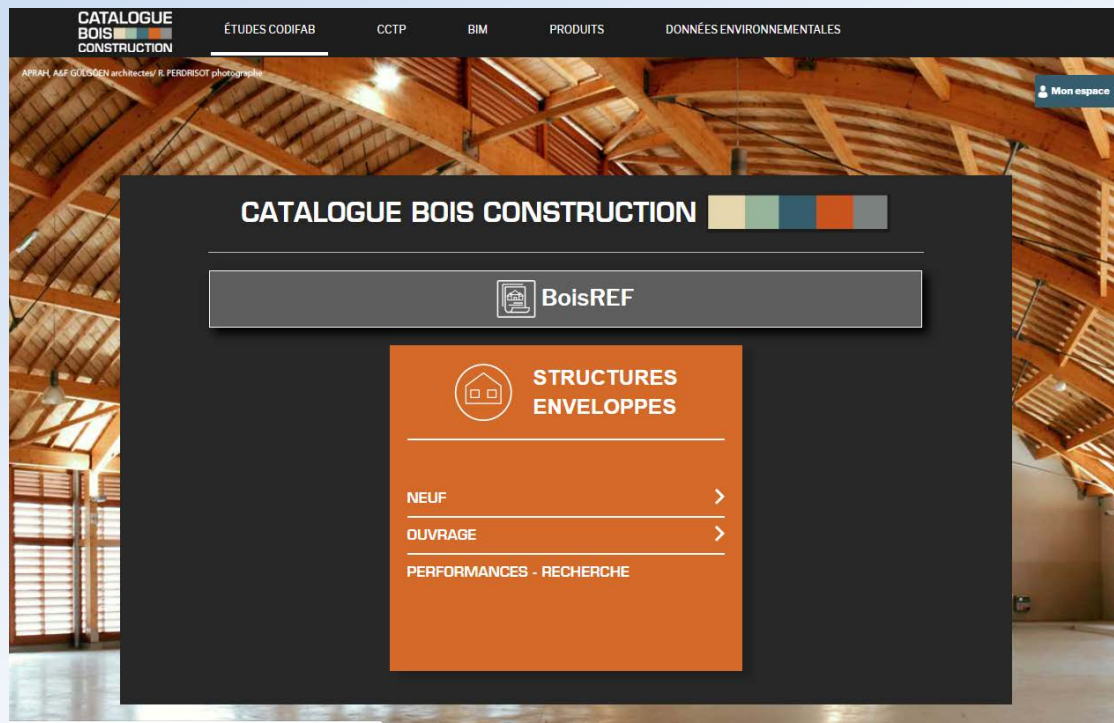 CATALOGUE
BOIS
CONSTRUCTION
ÉTUDES CODIFAB
CCTP
BIM
PRODUITS
DONNÉES ENVIRONNEMENTALES
APRAH, A&F GÜLGÖEN architectes/ R. PERDRISOT photographe
Mon espace
CATALOGUE BOIS CONSTRUCTION
BoisREF
STRUCTURES
ENVELOPPES
NEUF
OUVRAGE
PERFORMANCES - RECHERCHE